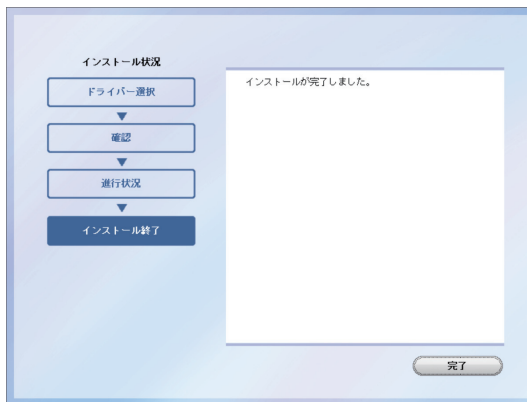 インストール状況
ドライバー選択
確認
進行状況
インストール終了
インストールが完了しました。
完了